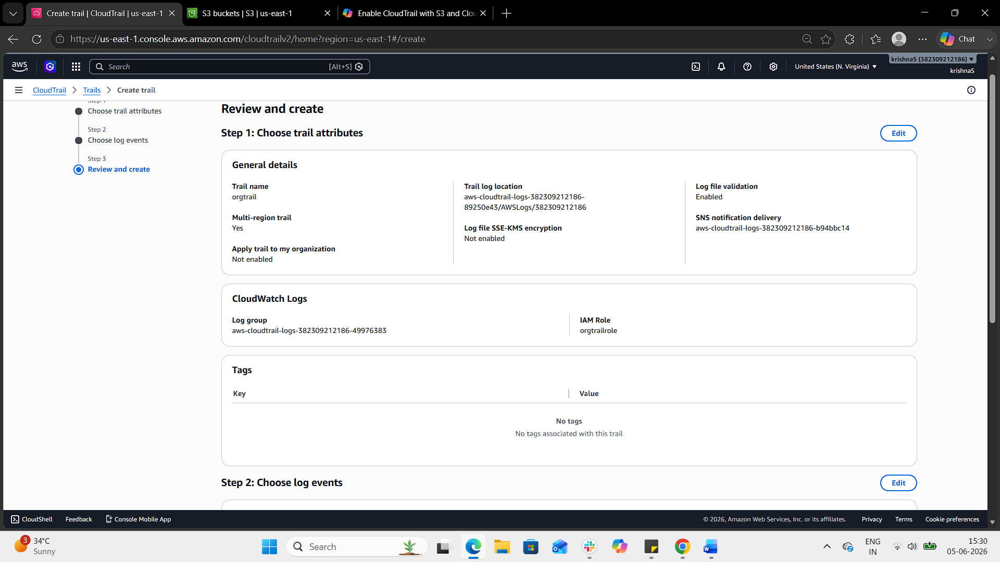 Create trail | CloudTrail | us-east-1
S3 buckets | S3 | us-east-1
Enable CloudTrail with S3 and Clou
https://us-east-1.console.aws.amazon.com/cloudtrailv2/home?region=us-east-1#/create
Chat
aws
Search
[Alt+S]
United States (N. Virginia)
krishnaS (382309212186)
krishnaS
CloudTrail
Trails
Create trail
Step 1
Choose trail attributes
Step 2
Choose log events
Step 3
Review and create
Review and create
Step 1: Choose trail attributes
Edit
General details
Trail name
orgtrail
Multi-region trail
Yes
Apply trail to my organization
Not enabled
Trail log location
aws-cloudtrail-logs-382309212186-
89250e43/AWSLogs/382309212186
Log file SSE-KMS encryption
Not enabled
Log file validation
Enabled
SNS notification delivery
aws-cloudtrail-logs-382309212186-b94bbc14
CloudWatch Logs
Log group
aws-cloudtrail-logs-382309212186-49976383
IAM Role
orgtrailrole
Tags
Key
Value
No tags
No tags associated with this trail
Step 2: Choose log events
Edit
CloudShell
Feedback
Console Mobile App
© 2026, Amazon Web Services, Inc. or its affiliates.
Privacy
Terms
Cookie preferences
3
34°C
Sunny
Search
ENG
IN
15:30
05-06-2026